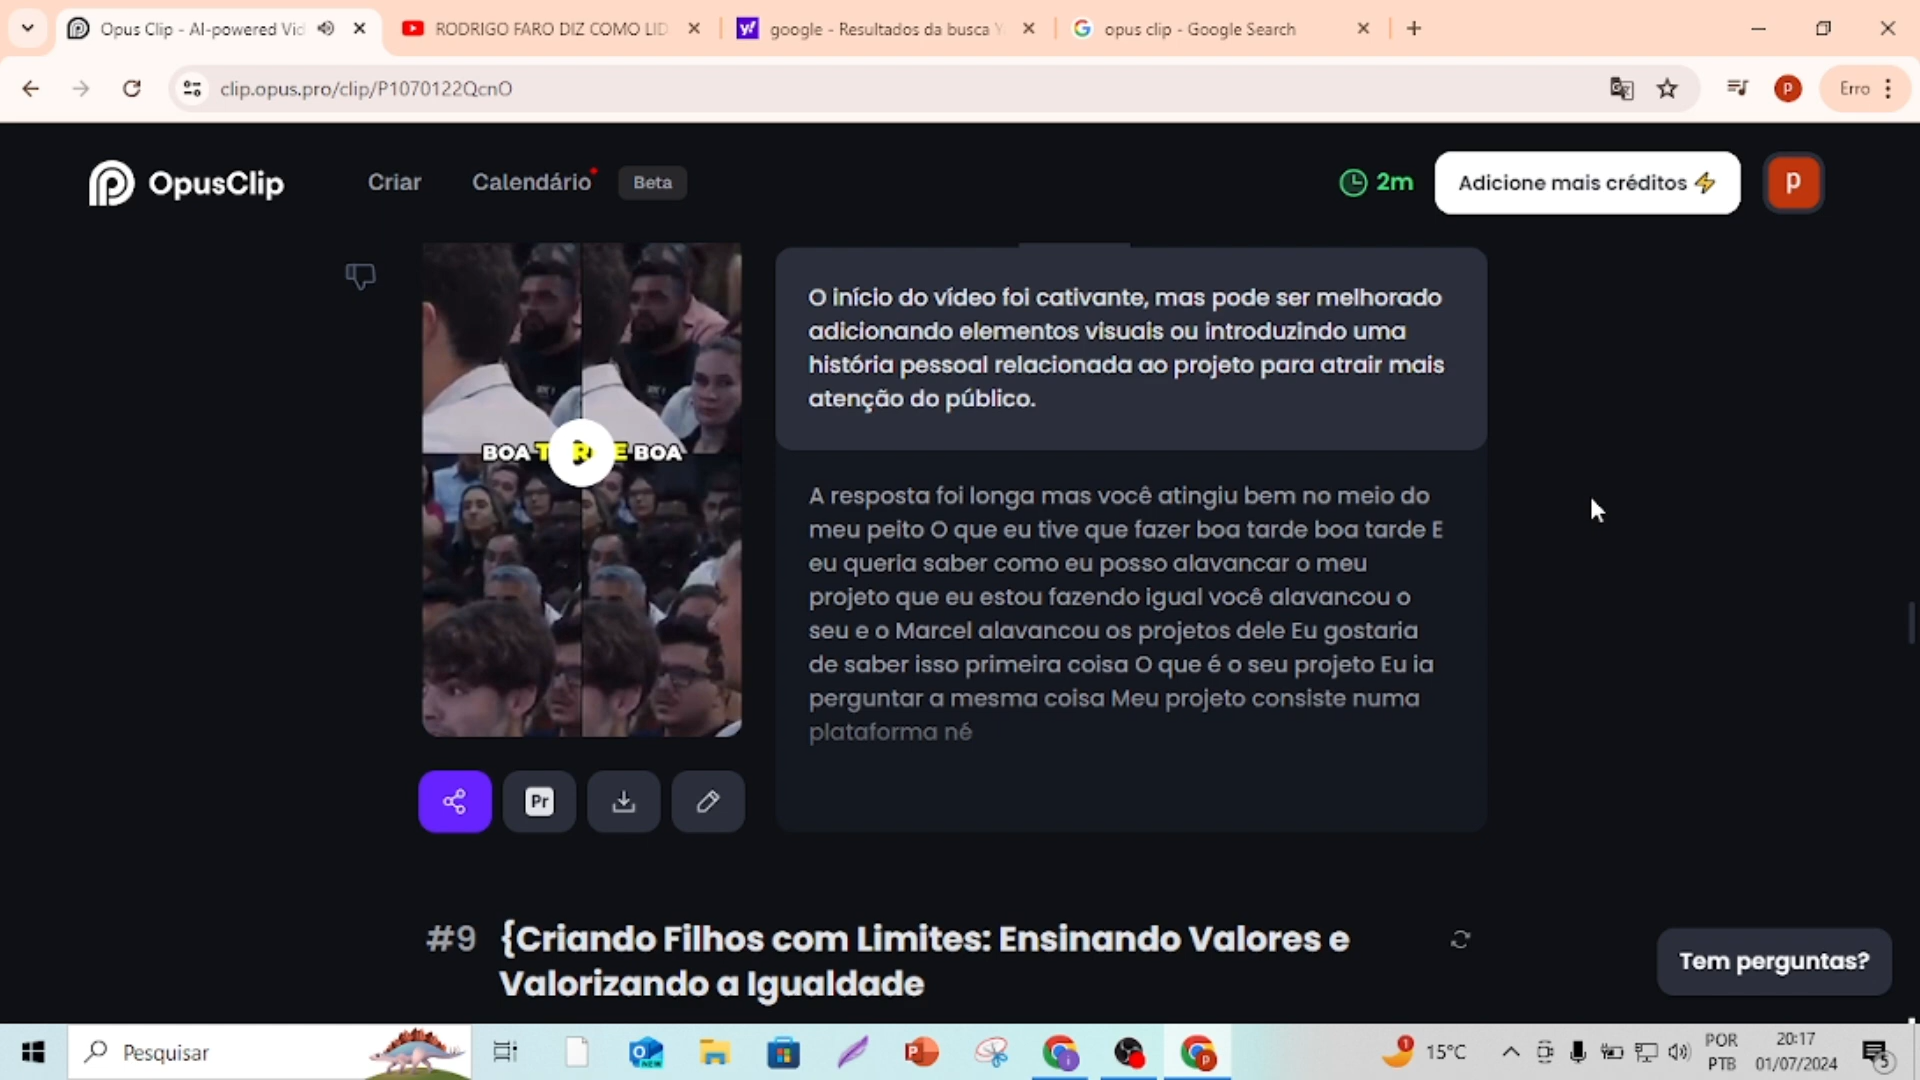 Opus Clip - AI-powered Vid
RODRIGO FARO DIZ COMO LID
google - Resultados da busca Y
opus clip - Google Search
clip.opus.pro/clip/P1070122QcnO
P
Erro
OpusClip
Criar
Calendário
Beta
2m
Adicione mais créditos
p
O início do vídeo foi cativante, mas pode ser melhorado
adicionando elementos visuais ou introduzindo uma
história pessoal relacionada ao projeto para atrair mais
atenção do público.
BOA TARDE BOA
A resposta foi longa mas você atingiu bem no meio do
meu peito O que eu tive que fazer boa tarde boa tarde E
eu queria saber como eu posso alavancar o meu
projeto que eu estou fazendo igual você alavancou o
seu e o Marcel alavancou os projetos dele Eu gostaria
de saber isso primeira coisa O que é o seu projeto Eu ia
perguntar a mesma coisa Meu projeto consiste numa
plataforma né
Pr
#9 {Criando Filhos com Limites: Ensinando Valores e
Valorizando a Igualdade
Tem perguntas?
Pesquisar
15°C
POR
PTB
20:17
01/07/2024
5